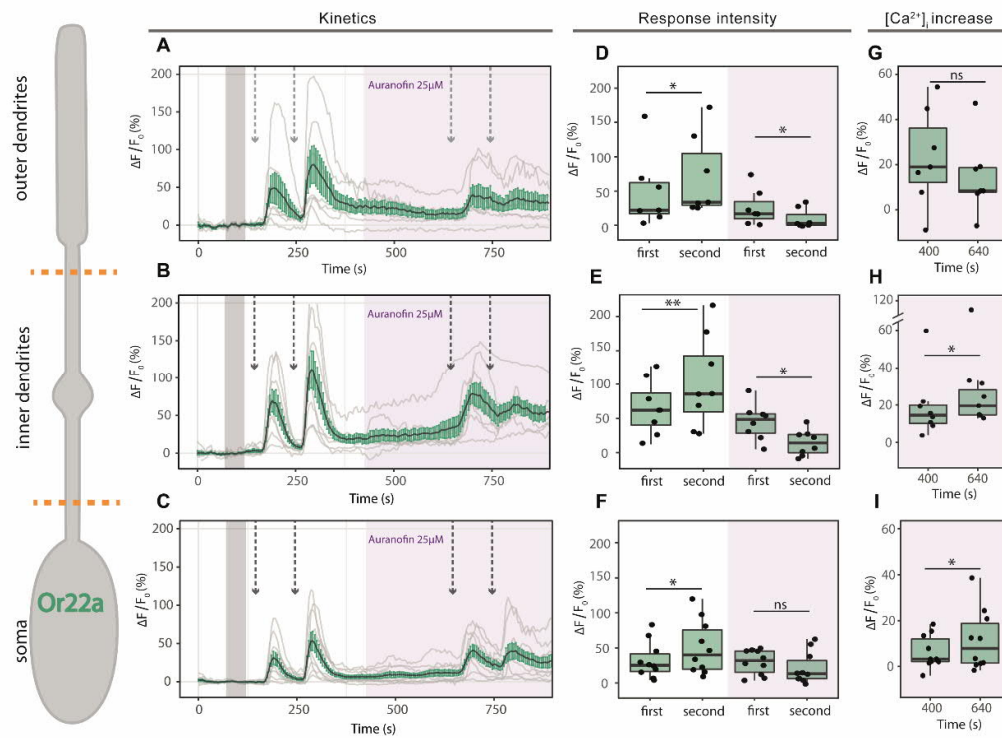 Kinetics
Response intensity
[Ca²⁺]i increase
outer dendrites
inner dendrites
soma
Or22a
A
ΔF/F0 (%)
200
150
100
50
0
Auranofin 25μM
0 250 500 750
Time (s)
D
ΔF/F0 (%)
200
150
100
50
0
*
*
first second first second
G
ΔF/F0 (%)
60
40
20
0
ns
400 640
Time (s)
B
ΔF/F0 (%)
200
150
100
50
0
Auranofin 25μM
0 250 500 750
Time (s)
E
ΔF/F0 (%)
200
150
100
50
0
**
*
first second first second
H
ΔF/F0 (%)
120
60
40
20
0
*
400 640
Time (s)
C
ΔF/F0 (%)
200
150
100
50
0
Auranofin 25μM
0 250 500 750
Time (s)
F
ΔF/F0 (%)
200
150
100
50
0
*
ns
first second first second
I
ΔF/F0 (%)
60
40
20
0
*
400 640
Time (s)